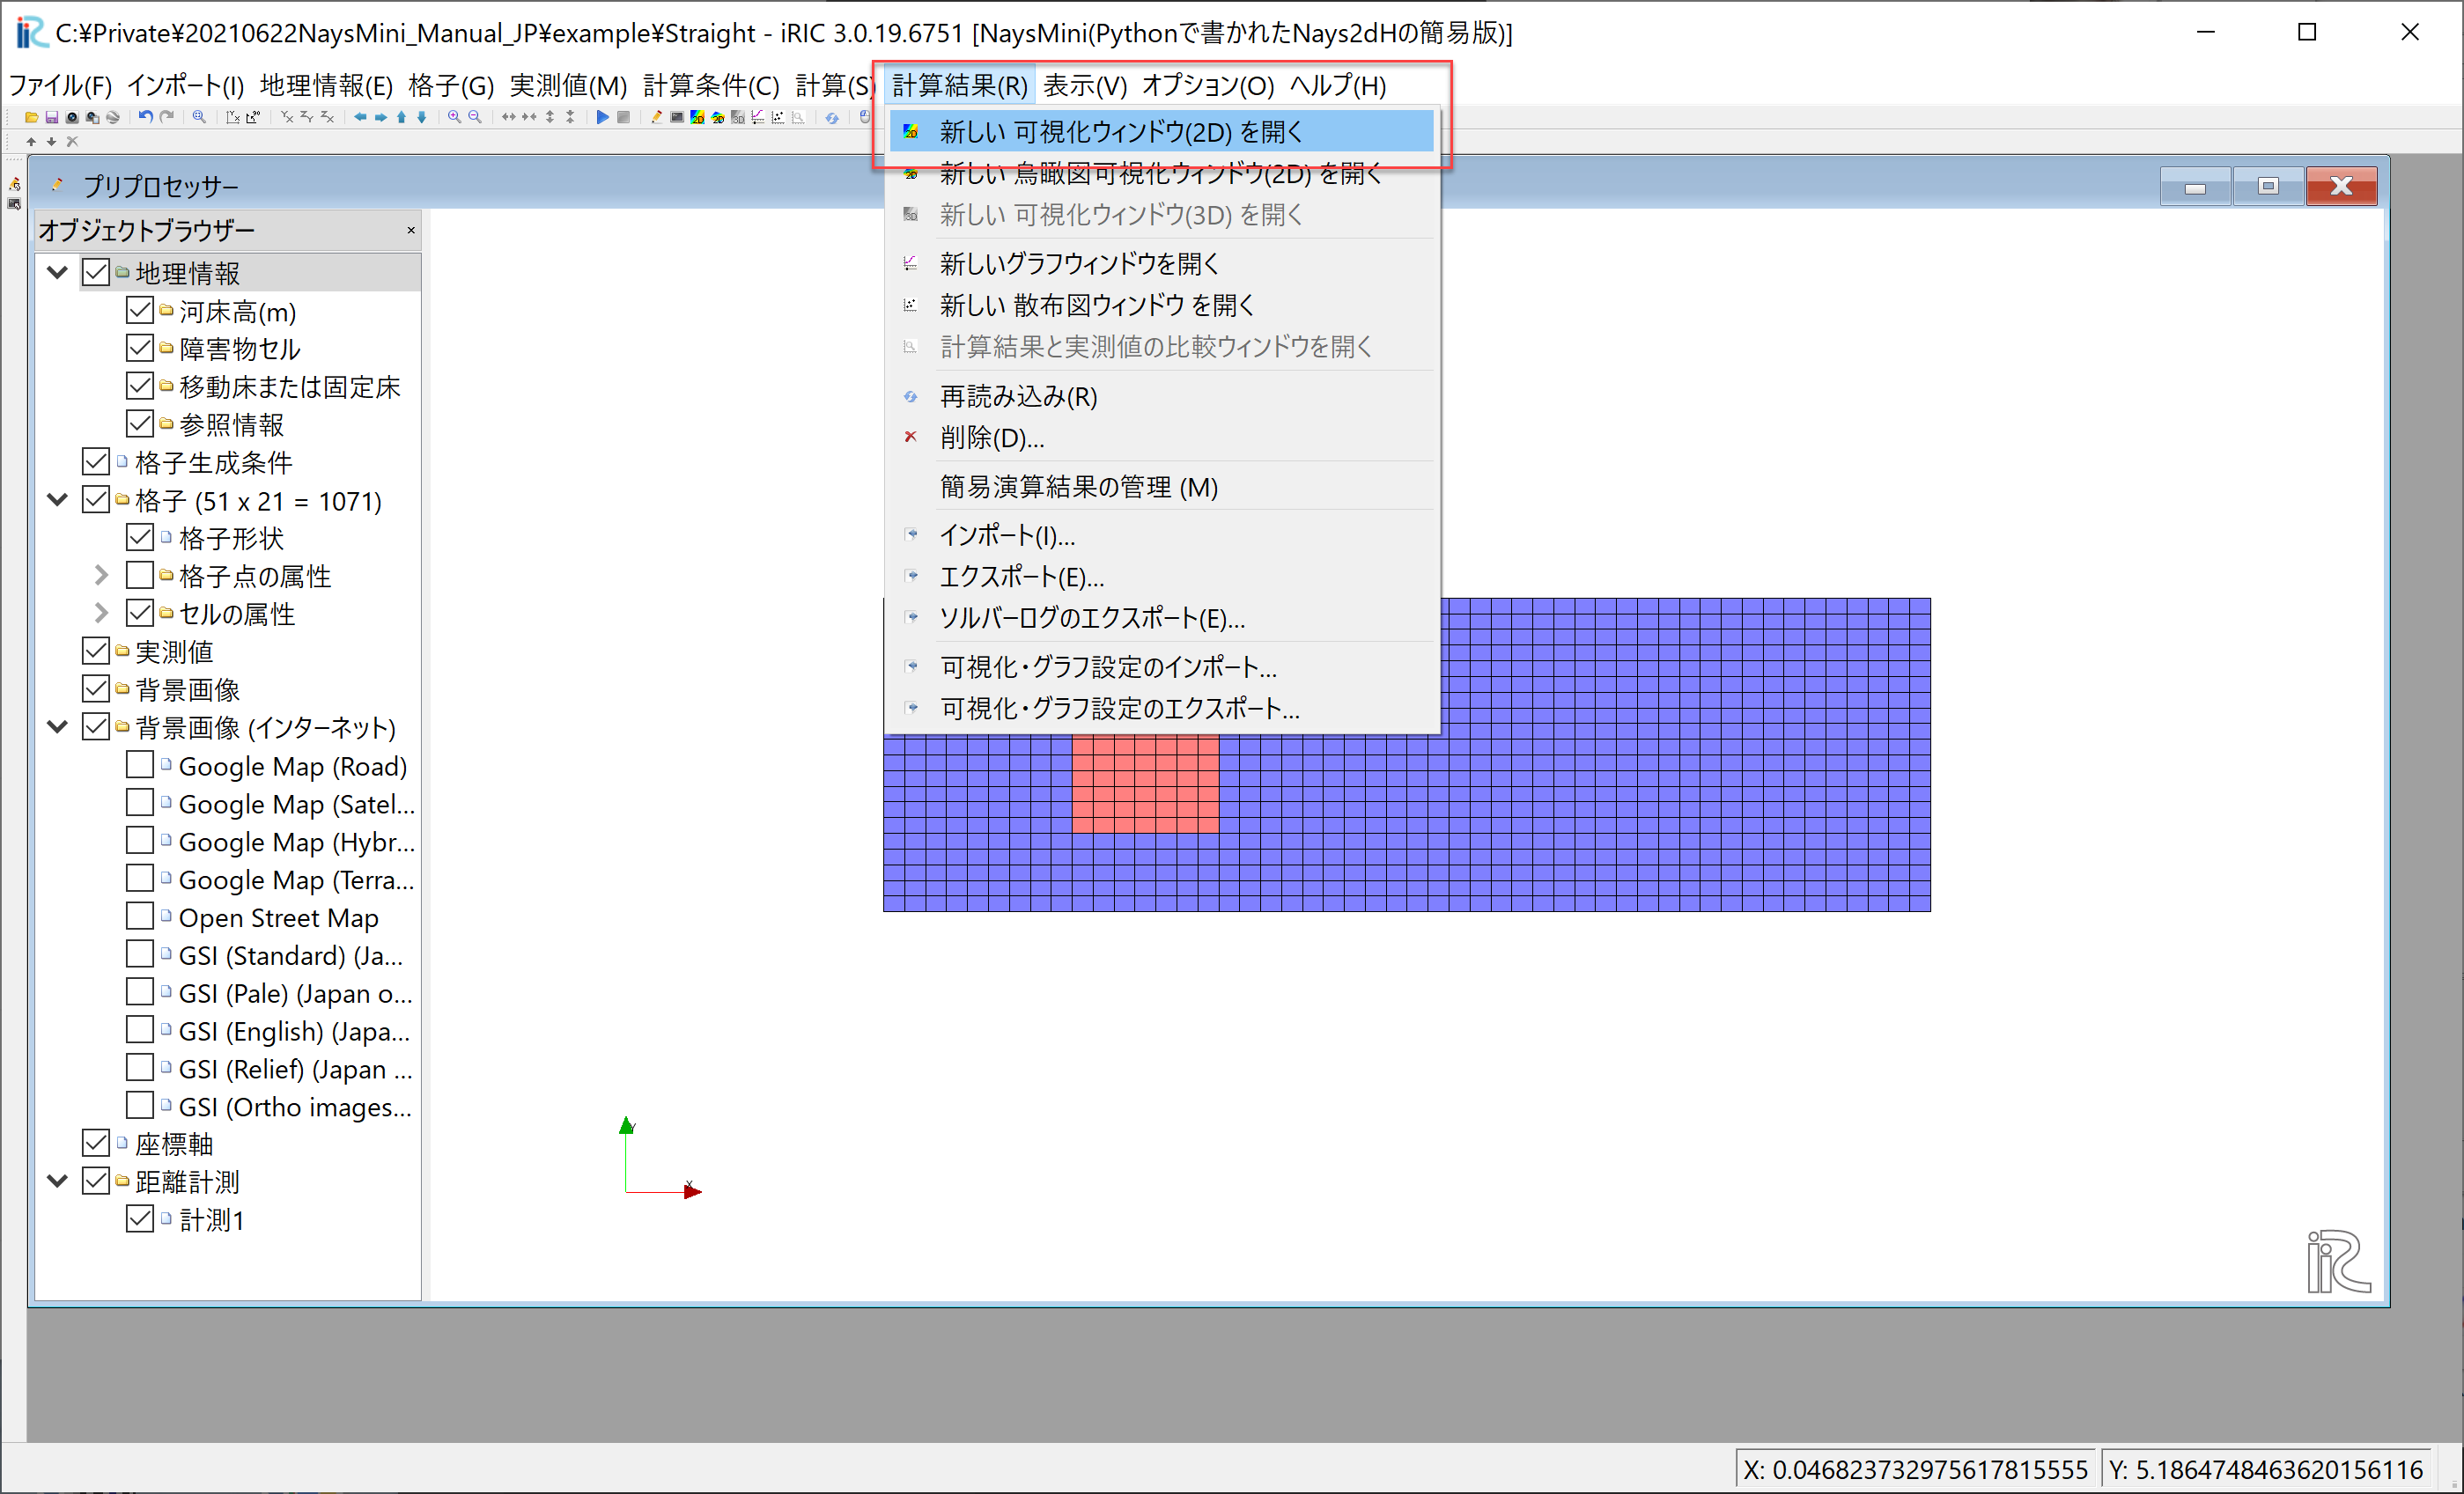 C:¥Private¥20210622NaysMini_Manual_JP¥example¥Straight - iRIC 3.0.19.6751 [NaysMini(Pythonで書かれたNays2dHの簡易版)]
ファイル(F) インポート(I) 地理情報(E) 格子(G) 実測値(M) 計算条件(C) 計算(S) 計算結果(R) 表示(V) オプション(O) ヘルプ(H)
新しい 可視化ウィンドウ(2D) を開く
新しい 鳥瞰図可視化ウィンドウ(2D) を開く
新しい 可視化ウィンドウ(3D) を開く
新しいグラフウィンドウを開く
新しい 散布図ウィンドウ を開く
計算結果と実測値の比較ウィンドウを開く
再読み込み(R)
削除(D)...
簡易演算結果の管理 (M)
インポート(I)...
エクスポート(E)...
ソルバーログのエクスポート(E)...
可視化・グラフ設定のインポート...
可視化・グラフ設定のエクスポート...
プリプロセッサー
オブジェクトブラウザー
地理情報
河床高(m)
障害物セル
移動床または固定床
参照情報
格子生成条件
格子 (51 x 21 = 1071)
格子形状
格子点の属性
セルの属性
実測値
背景画像
背景画像 (インターネット)
Google Map (Road)
Google Map (Satel...
Google Map (Hybr...
Google Map (Terra...
Open Street Map
GSI (Standard) (Ja...
GSI (Pale) (Japan o...
GSI (English) (Japa...
GSI (Relief) (Japan ...
GSI (Ortho images...
座標軸
距離計測
計測1
Y
X
iRiC
X: 0.046823732975617815555
Y: 5.1864748463620156116